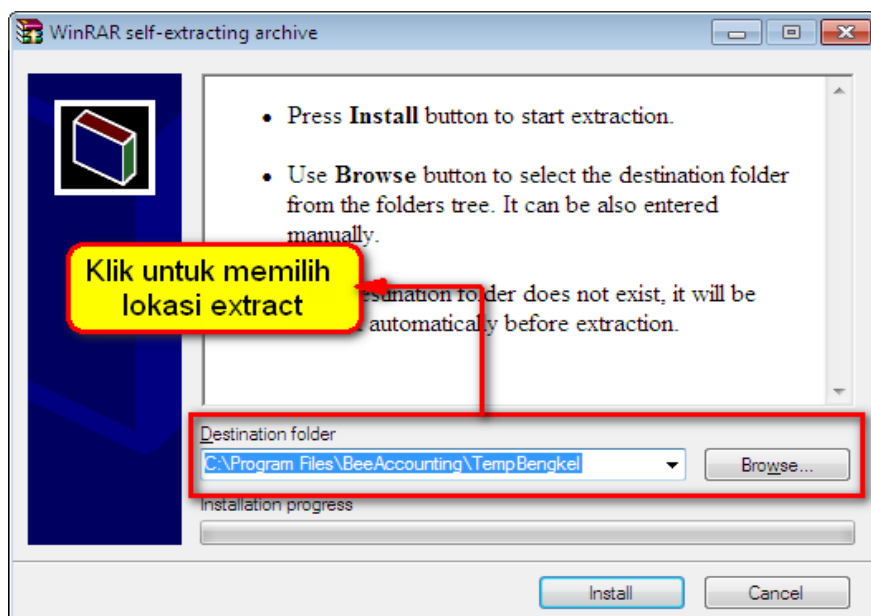 WinRAR self-extracting archive
• Press Install button to start extraction.
• Use Browse button to select the destination folder
from the folders tree. It can be also entered
manually.
Klik untuk memilih
lokasi extract
folder does not exist, it will be
automatically before extraction.
Destination folder
C:\Program Files\BeeAccounting\TempBengkel
Browse...
Installation progress
Install
Cancel